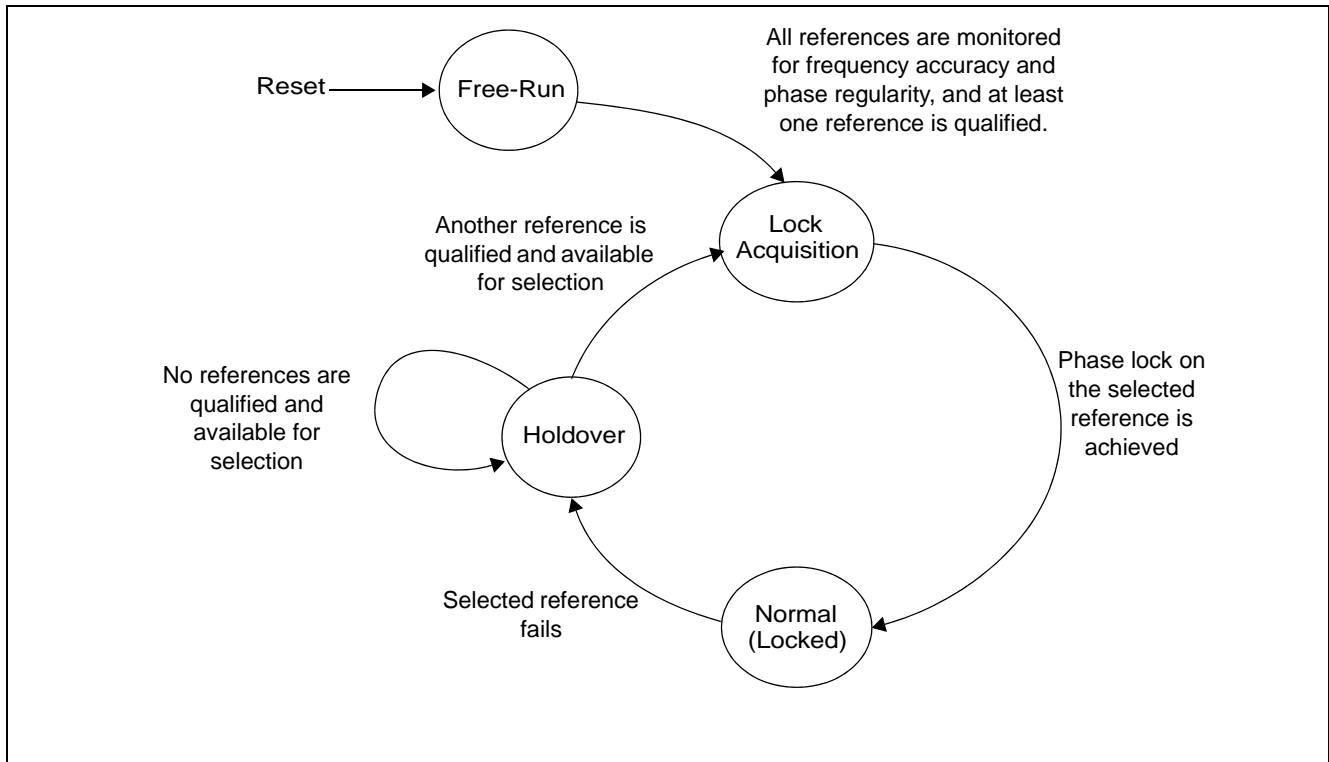 All references are monitored
for frequency accuracy and
phase regularity, and at least
one reference is qualified.
Reset
Free-Run
Another reference is
qualified and available
for selection
Lock
Acquisition
No references are
qualified and
available for
selection
Holdover
Phase lock on
the selected
reference is
achieved
Selected reference
fails
Normal
(Locked)